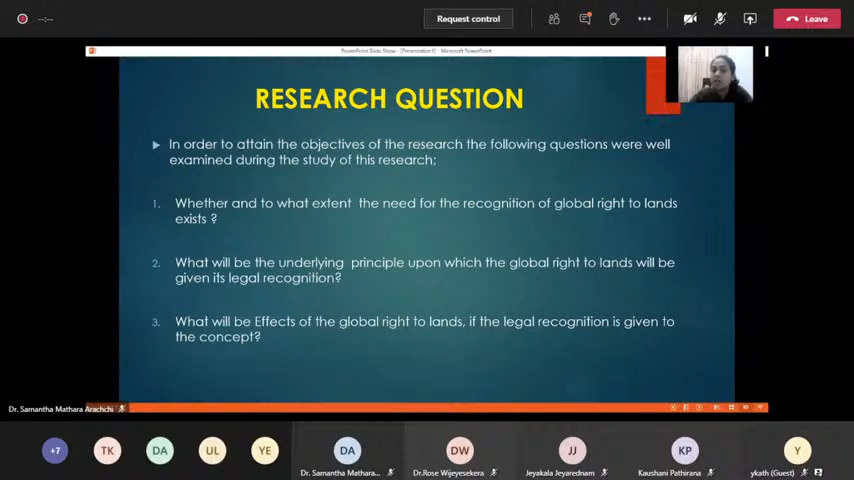 --:--
Request control
Leave
PowerPoint Slide Show - [Presentation1] - Microsoft PowerPoint
RESEARCH QUESTION
In order to attain the objectives of the research the following questions were well
examined during the study of this research;
1. Whether and to what extent the need for the recognition of global right to lands
exists ?
2. What will be the underlying principle upon which the global right to lands will be
given its legal recognition?
3. What will be Effects of the global right to lands, if the legal recognition is given to
the concept?
Dr. Samantha Mathara Arachchi
+7
TK
DA
UL
YE
DA
DW
JJ
KP
Y
Dr. Samantha Mathara...
Dr.Rose Wijeyesekera
Jeyakala Jeyarednam
Kaushani Pathirana
ykath (Guest)